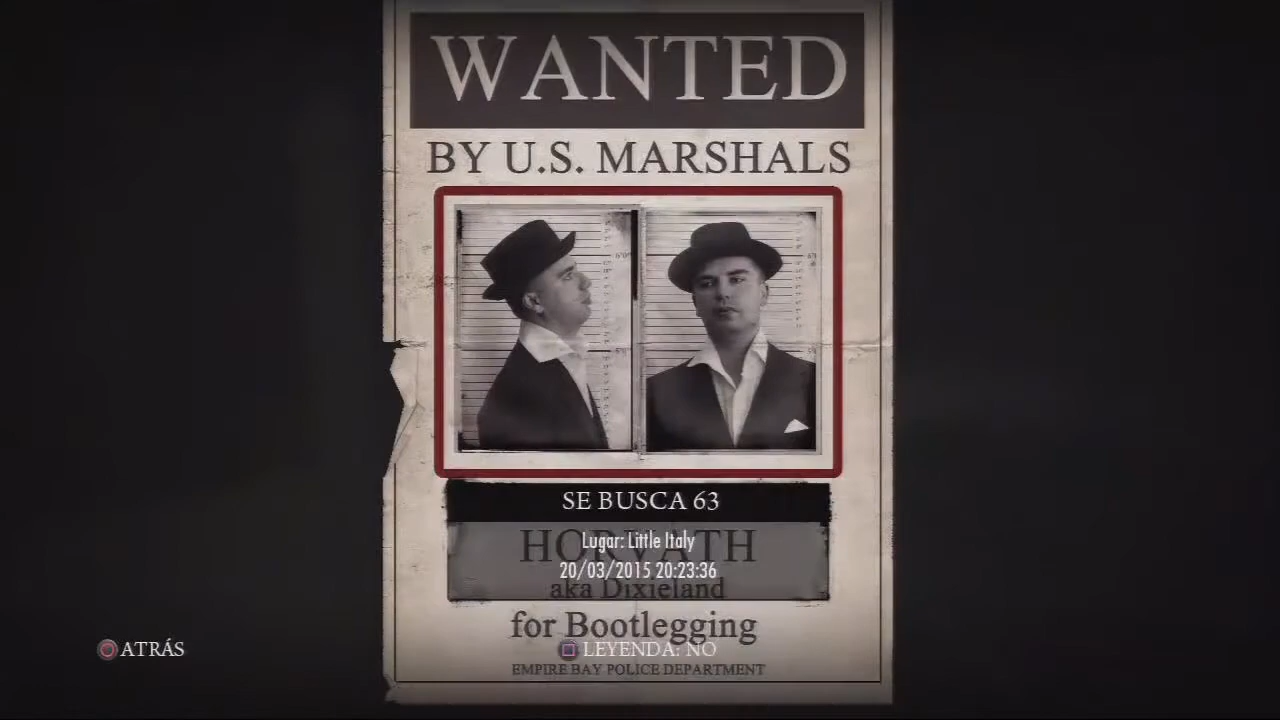 WANTED
BY U.S. MARSHALS
SE BUSCA 63
HORVATH
Lugar: Little Italy
20/03/2015 20:23:36
aka Dixieland
for Bootlegging
ATRÁS
LEYENDA: NO
EMPIRE BAY POLICE DEPARTMENT